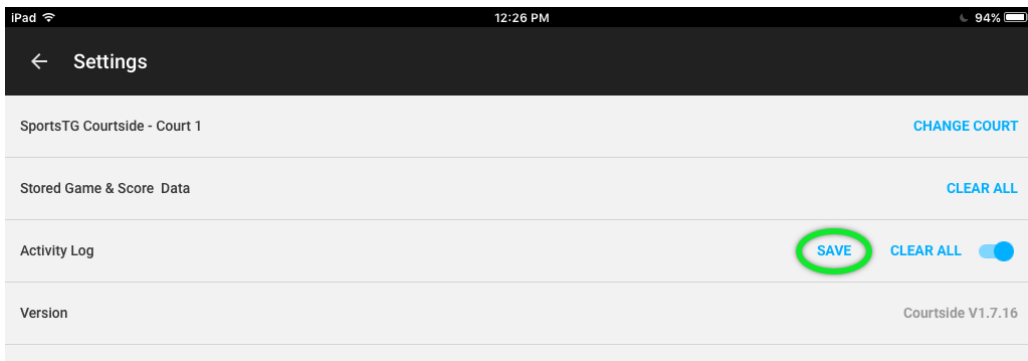 iPad 12:26 PM 94%
Settings
SportsTG Courtside - Court 1 CHANGE COURT
Stored Game & Score Data CLEAR ALL
Activity Log SAVE CLEAR ALL
Version Courtside V1.7.16